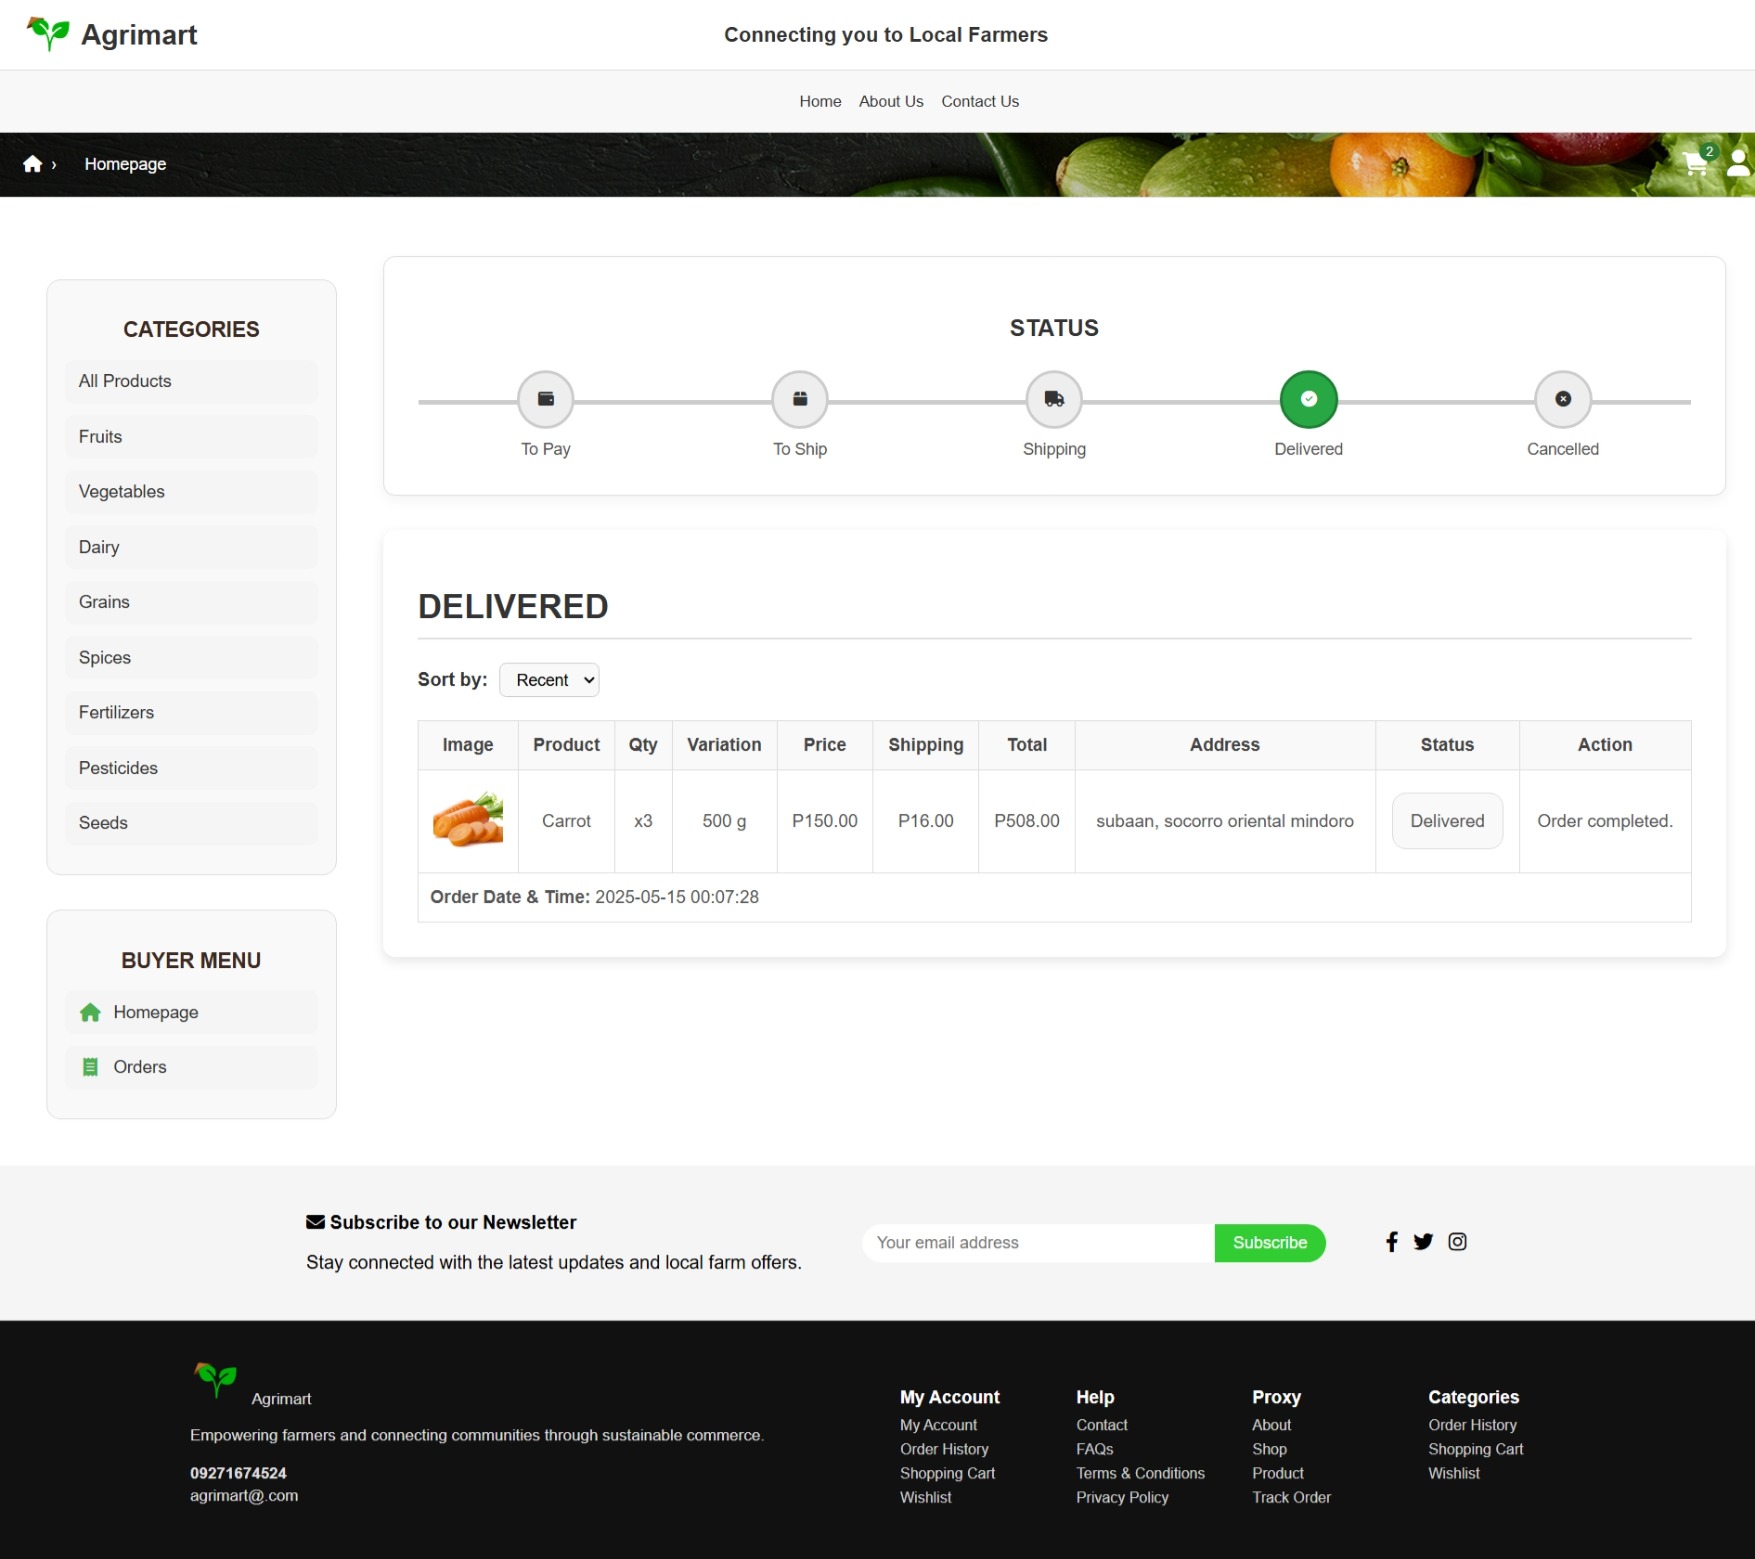 Agrimart
Connecting you to Local Farmers
Home About Us Contact Us
› Homepage
2
CATEGORIES
All Products
Fruits
Vegetables
Dairy
Grains
Spices
Fertilizers
Pesticides
Seeds
BUYER MENU
Homepage
Orders
STATUS
To Pay To Ship Shipping Delivered Cancelled
DELIVERED
Sort by: Recent
Image Product Qty Variation Price Shipping Total Address Status Action
Carrot x3 500 g P150.00 P16.00 P508.00 subaan, socorro oriental mindoro Delivered Order completed.
Order Date & Time: 2025-05-15 00:07:28
Subscribe to our Newsletter
Stay connected with the latest updates and local farm offers.
Your email address Subscribe
Agrimart
Empowering farmers and connecting communities through sustainable commerce.
09271674524
agrimart@.com
My Account
My Account
Order History
Shopping Cart
Wishlist
Help
Contact
FAQs
Terms & Conditions
Privacy Policy
Proxy
About
Shop
Product
Track Order
Categories
Order History
Shopping Cart
Wishlist